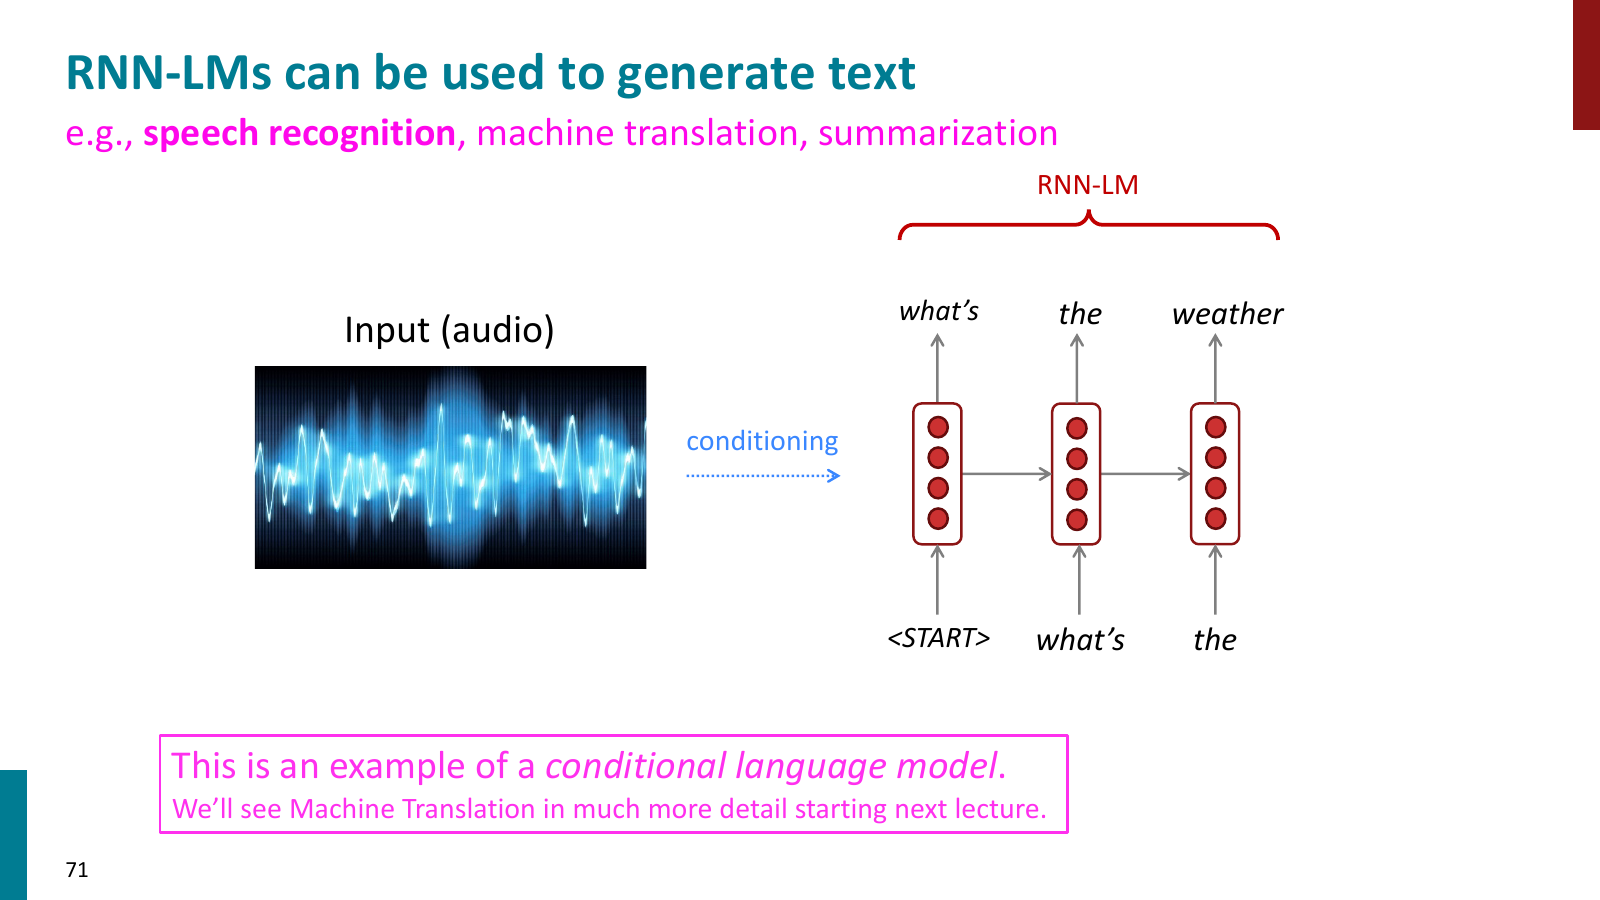 RNN-LMs can be used to generate text
e.g., speech recognition, machine translation, summarization
RNN-LM
what’s the weather
Input (audio)
conditioning
<START> what’s the
This is an example of a conditional language model.
We’ll see Machine Translation in much more detail starting next lecture.
71